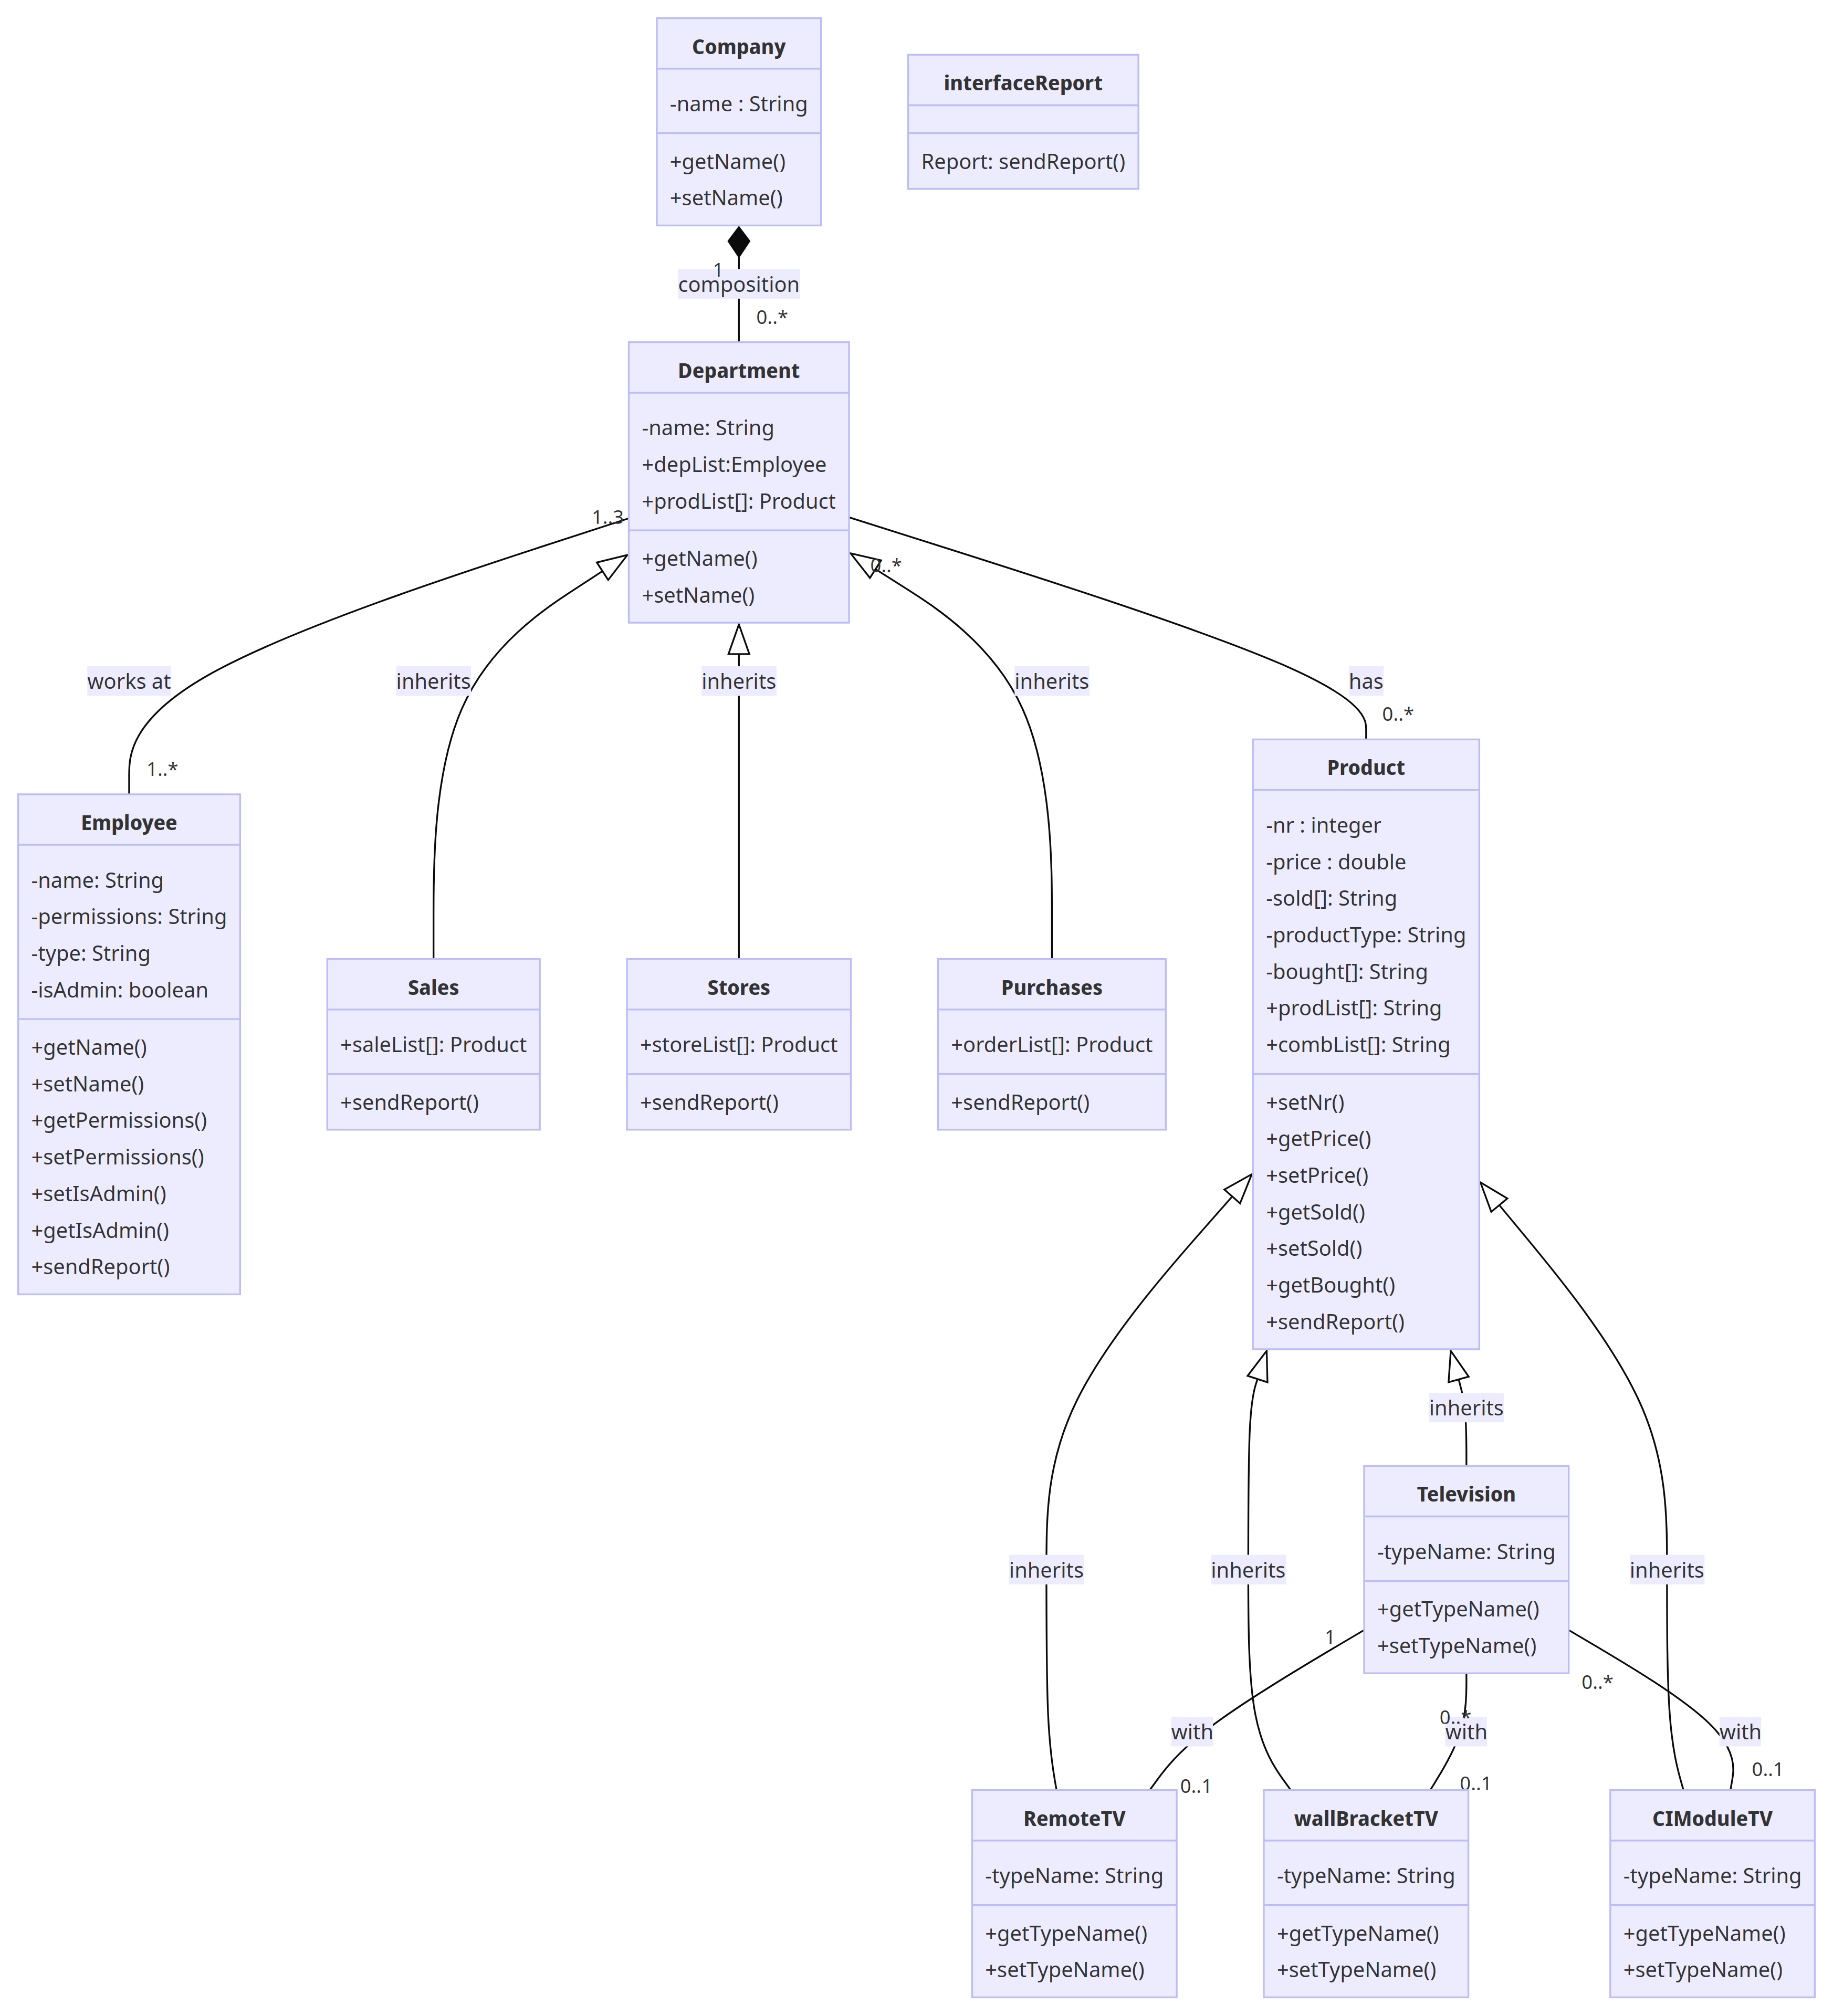 Company
-name : String
+getName()
+setName()
interfaceReport
Report: sendReport()
1
composition
0..*
Department
-name: String
+depList:Employee
+prodList[]: Product
+getName()
+setName()
1..3
0..*
works at
inherits
inherits
inherits
has
1..*
0..*
Employee
-name: String
-permissions: String
-type: String
-isAdmin: boolean
+getName()
+setName()
+getPermissions()
+setPermissions()
+setIsAdmin()
+getIsAdmin()
+sendReport()
Sales
+saleList[]: Product
+sendReport()
Stores
+storeList[]: Product
+sendReport()
Purchases
+orderList[]: Product
+sendReport()
Product
-nr : integer
-price : double
-sold[]: String
-productType: String
-bought[]: String
+prodList[]: String
+combList[]: String
+setNr()
+getPrice()
+setPrice()
+getSold()
+setSold()
+getBought()
+sendReport()
inherits
inherits
inherits
inherits
Television
-typeName: String
+getTypeName()
+setTypeName()
1
0..*
0..*
with
with
with
0..1
0..1
0..1
RemoteTV
-typeName: String
+getTypeName()
+setTypeName()
wallBracketTV
-typeName: String
+getTypeName()
+setTypeName()
CIModuleTV
-typeName: String
+getTypeName()
+setTypeName()